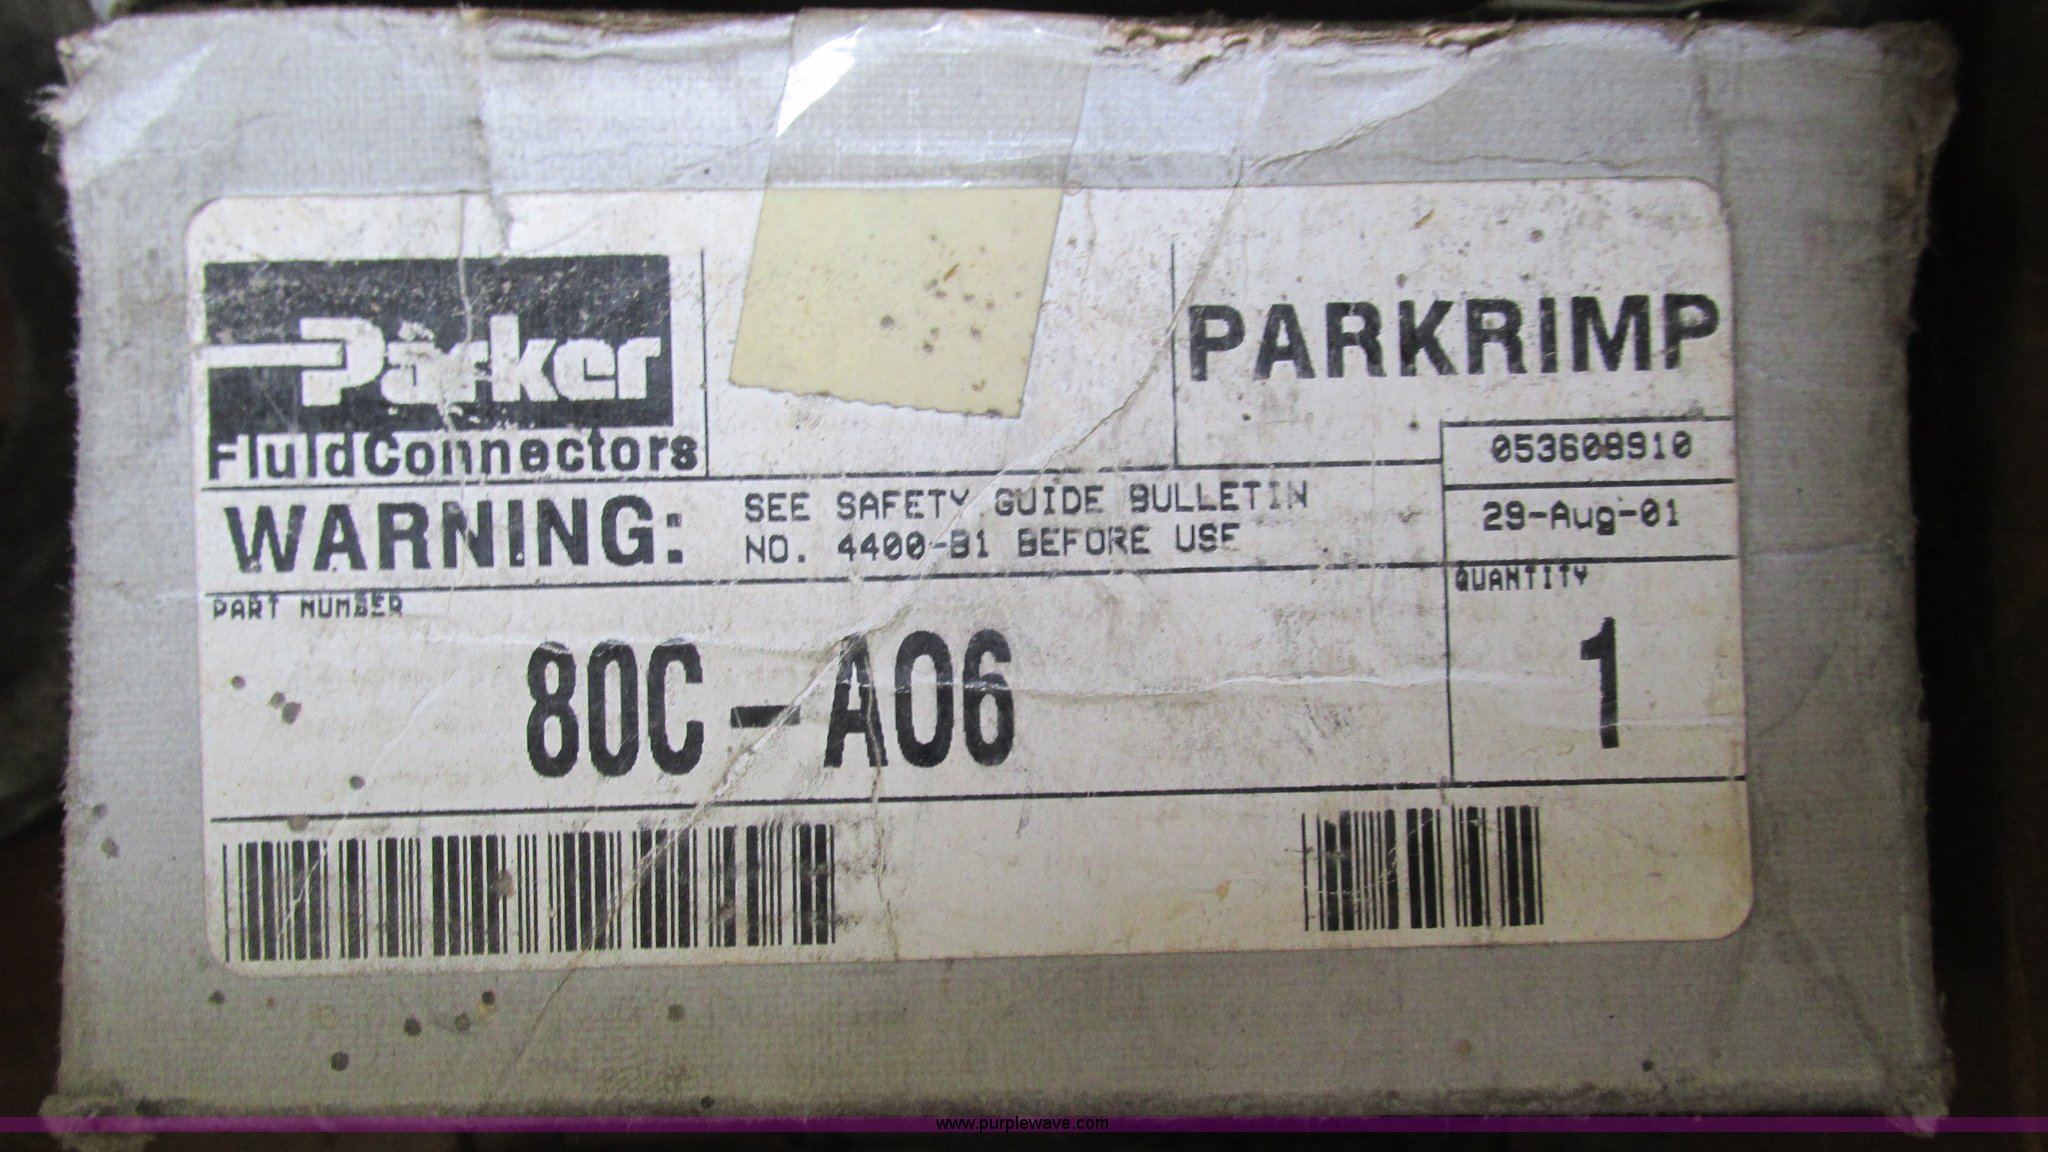 Parker
FluidConnectors
PARKRIMP
053608910
WARNING: SEE SAFETY GUIDE BULLETIN
NO. 4400-B1 BEFORE USE
29-Aug-01
PART NUMBER
QUANTITY
80C-A06
1
www.purplewave.com